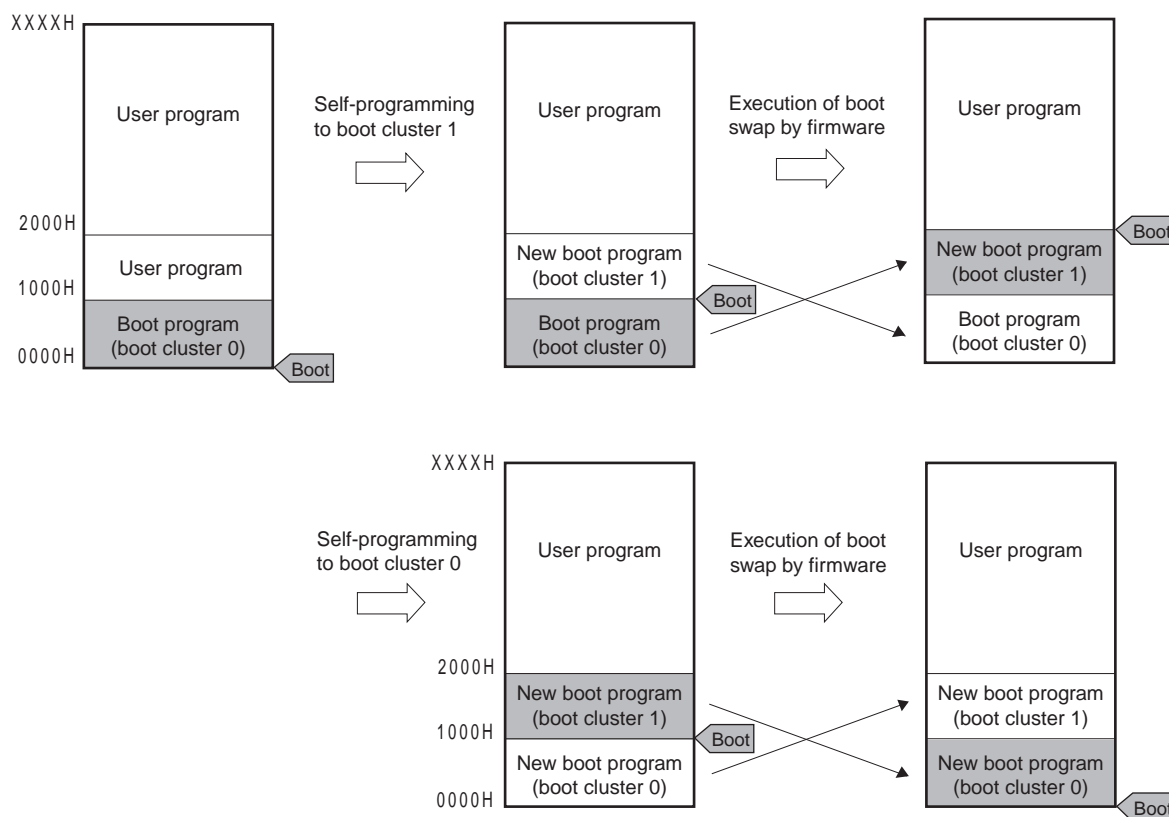 XXXXH
User program
2000H
User program
1000H
Boot program
(boot cluster 0)
0000H
Boot
Self-programming
to boot cluster 1
User program
New boot program
(boot cluster 1)
Boot
Boot program
(boot cluster 0)
Execution of boot
swap by firmware
User program
Boot
New boot program
(boot cluster 1)
Boot program
(boot cluster 0)
Self-programming
to boot cluster 0
XXXXH
User program
2000H
New boot program
(boot cluster 1)
1000H
Boot
New boot program
(boot cluster 0)
0000H
Execution of boot
swap by firmware
User program
New boot program
(boot cluster 1)
New boot program
(boot cluster 0)
Boot